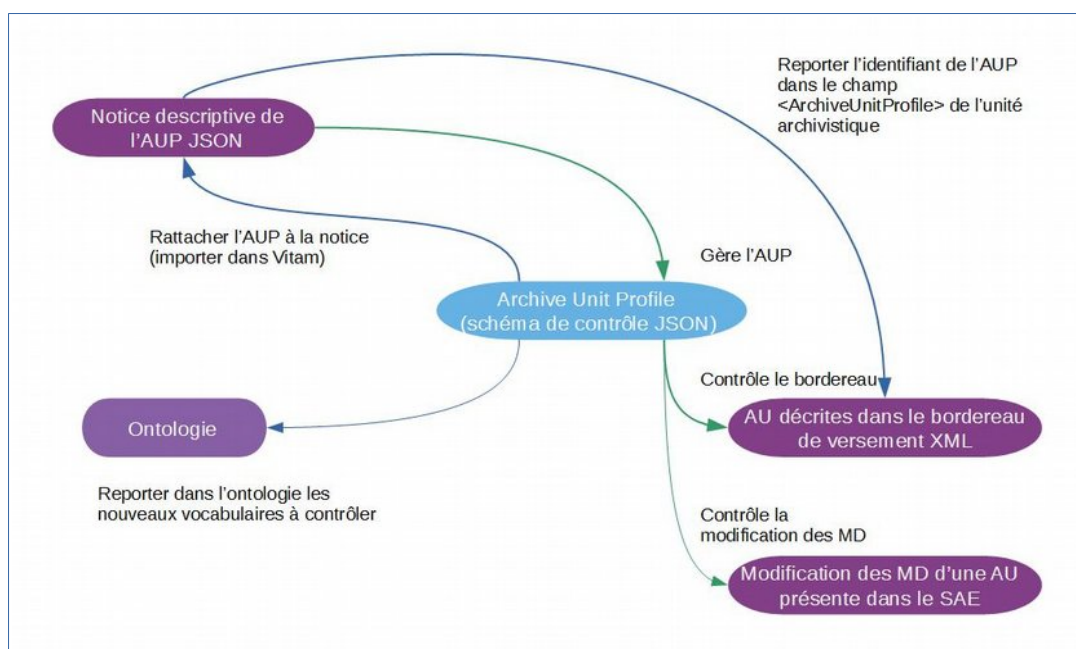 Reporter l’identifiant de l’AUP
dans le champ
<ArchiveUnitProfile> de l’unité
archivistique
Notice descriptive de
l’AUP JSON
Rattacher l’AUP à la notice
(importer dans Vitam)
Gère l’AUP
Archive Unit Profile
(schéma de contrôle JSON)
Contrôle le bordereau
AU décrites dans le bordereau
de versement XML
Ontologie
Reporter dans l’ontologie les
nouveaux vocabulaires à contrôler
Contrôle la
modification des MD
Modification des MD d’une AU
présente dans le SAE